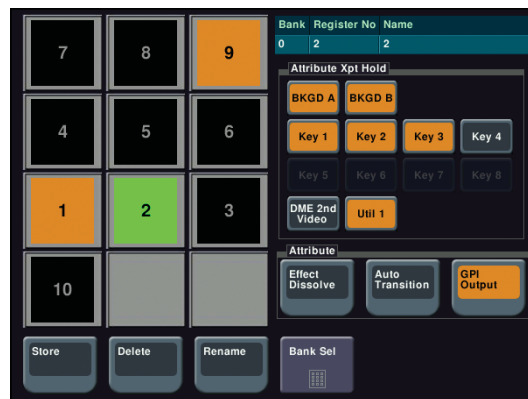 7
8
9
4
5
6
1
2
3
10
Store
Delete
Rename
Bank Register No Name
0 2 2
Attribute Xpt Hold
BKGD A BKGD B
Key 1 Key 2 Key 3 Key 4
Key 5 Key 6 Key 7 Key 8
DME 2nd
Video
Util 1
Attribute
Effect
Dissolve
Auto
Transition
GPI
Output
Bank Sel